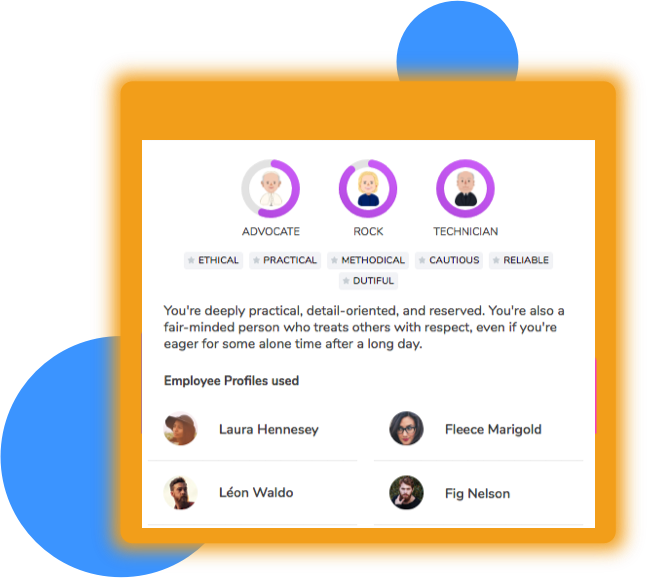 ADVOCATE ROCK TECHNICIAN
ETHICAL PRACTICAL METHODICAL CAUTIOUS RELIABLE
DUTIFUL
You're deeply practical, detail-oriented, and reserved. You're also a
fair-minded person who treats others with respect, even if you're
eager for some alone time after a long day.
Employee Profiles used
Laura Hennesey Fleece Marigold
Léon Waldo Fig Nelson